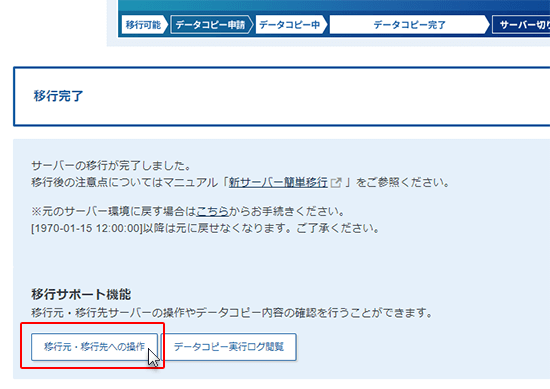 移行可能 データコピー申請 データコピー中 データコピー完了 サーバー切り
移行完了
サーバーの移行が完了しました。
移行後の注意点についてはマニュアル「新サーバー簡単移行 」をご参照ください。
※元のサーバー環境に戻す場合はこちらからお手続きください。
[1970-01-15 12:00:00]以降は元に戻せなくなります。ご了承ください。
移行サポート機能
移行元・移行先サーバーの操作やデータコピー内容の確認を行うことができます。
移行元・移行先への操作 データコピー実行ログ閲覧